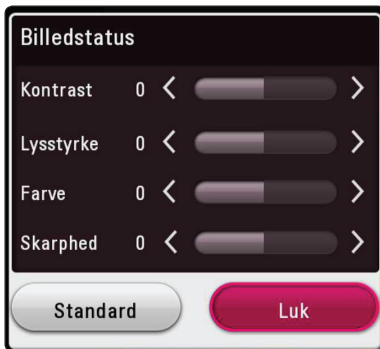 Billedstatus
Kontrast 0
Lysstyrke 0
Farve 0
Skarphed 0
Standard Luk